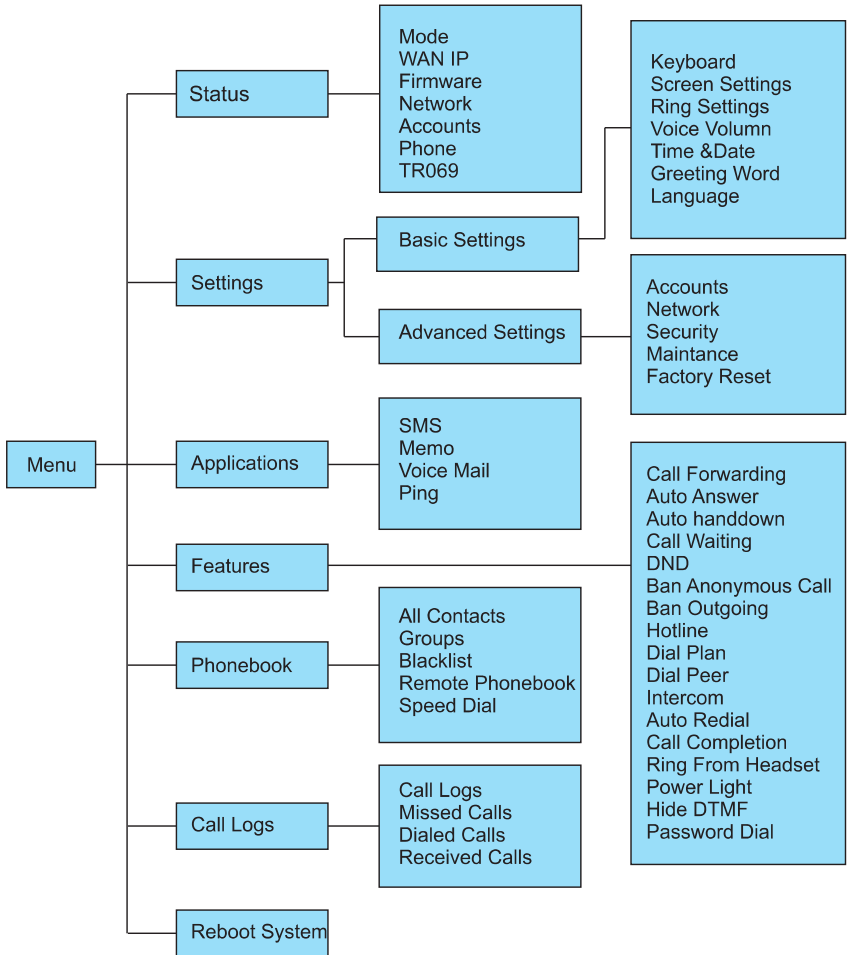 Menu
Status
Mode
WAN IP
Firmware
Network
Accounts
Phone
TR069
Settings
Basic Settings
Keyboard
Screen Settings
Ring Settings
Voice Volumn
Time &Date
Greeting Word
Language
Advanced Settings
Accounts
Network
Security
Maintance
Factory Reset
Applications
SMS
Memo
Voice Mail
Ping
Features
Call Forwarding
Auto Answer
Auto handdown
Call Waiting
DND
Ban Anonymous Call
Ban Outgoing
Hotline
Dial Plan
Dial Peer
Intercom
Auto Redial
Call Completion
Ring From Headset
Power Light
Hide DTMF
Password Dial
Phonebook
All Contacts
Groups
Blacklist
Remote Phonebook
Speed Dial
Call Logs
Call Logs
Missed Calls
Dialed Calls
Received Calls
Reboot System